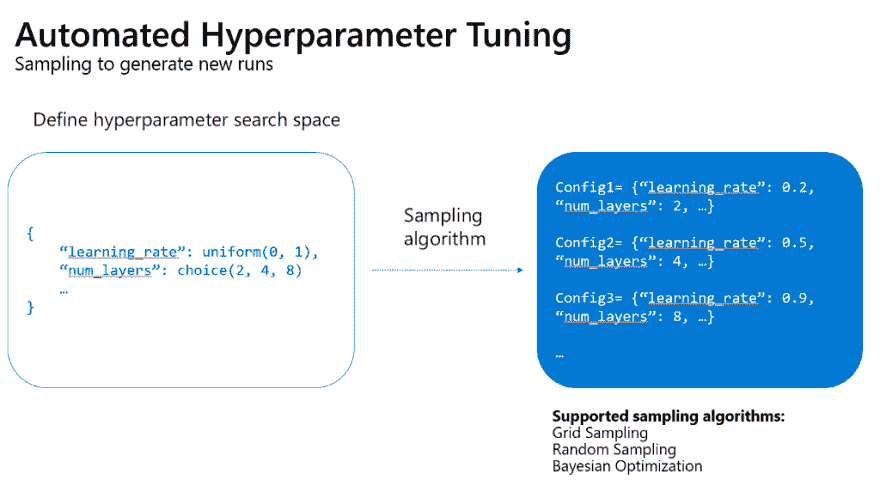 Automated Hyperparameter Tuning
Sampling to generate new runs
Define hyperparameter search space
{
“learning_rate”: uniform(0, 1),
“num_layers”: choice(2, 4, 8)
…
}
Sampling
algorithm
Config1= {“learning_rate”: 0.2,
“num_layers”: 2, …}
Config2= {“learning_rate”: 0.5,
“num_layers”: 4, …}
Config3= {“learning_rate”: 0.9,
“num_layers”: 8, …}
…
Supported sampling algorithms:
Grid Sampling
Random Sampling
Bayesian Optimization